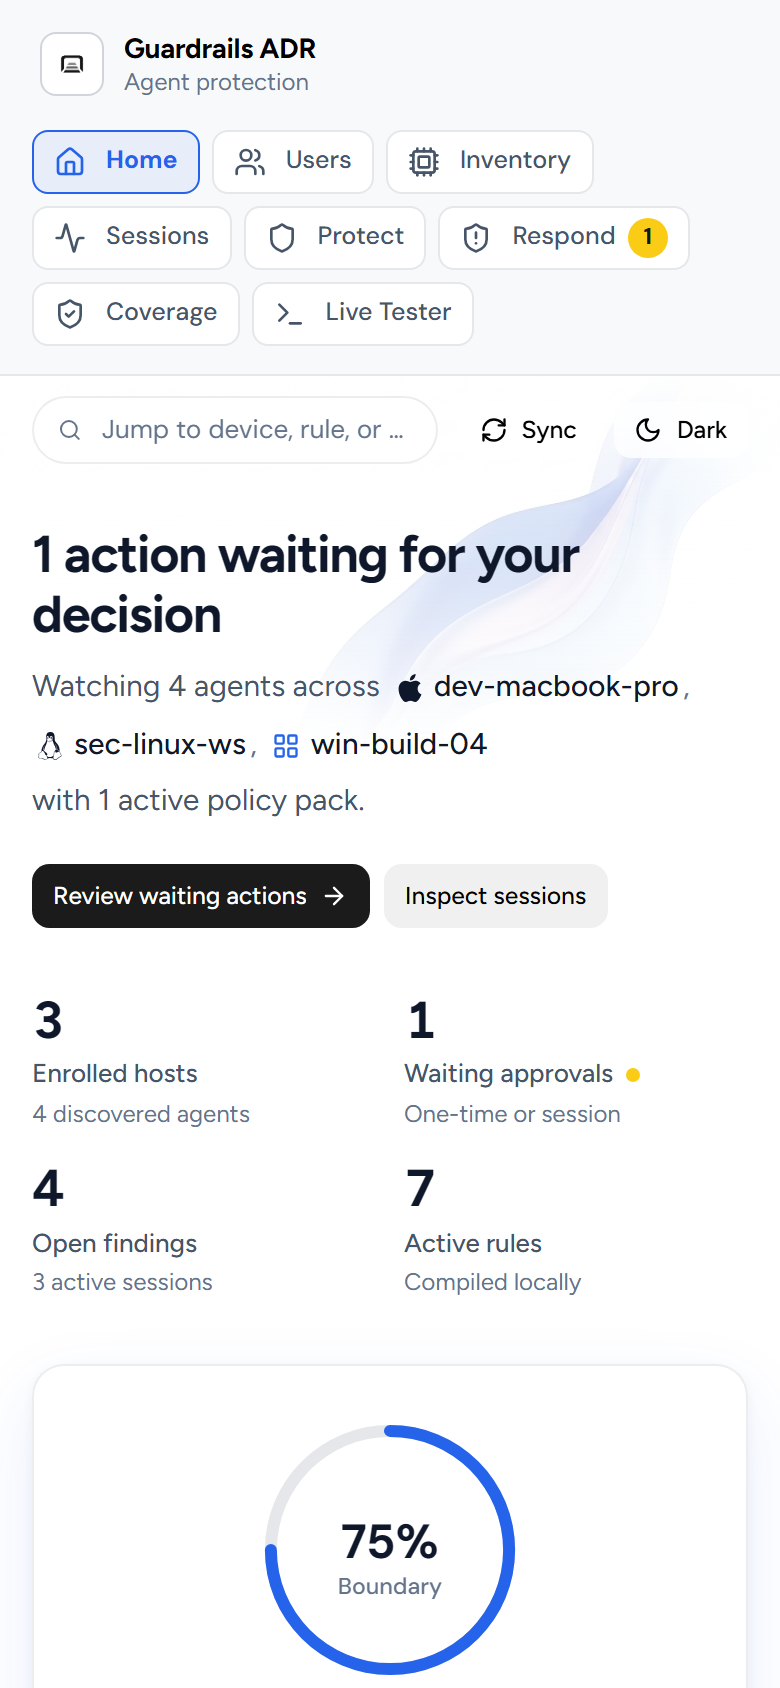 Guardrails ADR
Agent protection
Home
Users
Inventory
Sessions
Protect
Respond 1
Coverage
Live Tester
Jump to device, rule, or ...
Sync
Dark
1 action waiting for your
decision
Watching 4 agents across dev-macbook-pro,
sec-linux-ws, win-build-04
with 1 active policy pack.
Review waiting actions
Inspect sessions
3
Enrolled hosts
4 discovered agents
1
Waiting approvals
One-time or session
4
Open findings
3 active sessions
7
Active rules
Compiled locally
75%
Boundary